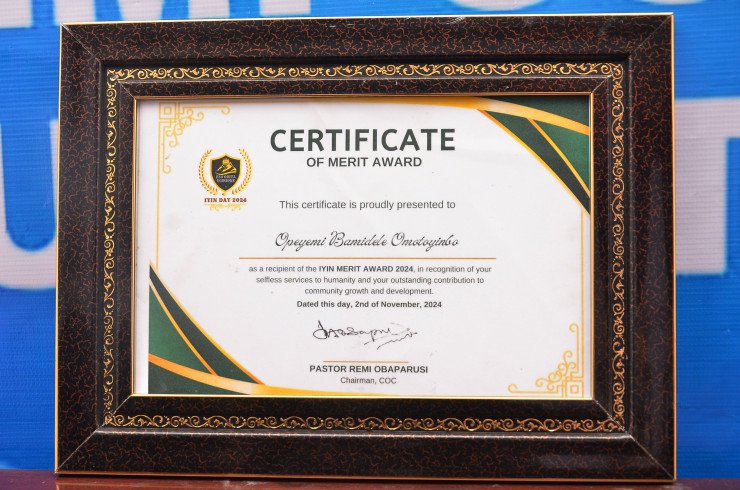 CERTIFICATE
OF MERIT AWARD
IYIN DAY 2024
This certificate is proudly presented to
Opeyemi Bamidele Omotoyinbo
as a recipient of the IYIN MERIT AWARD 2024, in recognition of your
selfless services to humanity and your outstanding contribution to
community growth and development.
Dated this day, 2nd of November, 2024
PASTOR REMI OBAPARUSI
Chairman, COC